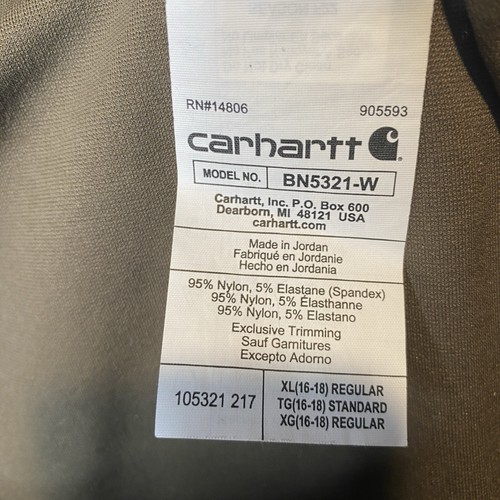 RN#14806 905593
carhartt
MODEL NO. BN5321-W
Carhartt, Inc. P.O. Box 600
Dearborn, MI 48121 USA
carhartt.com
Made in Jordan
Fabriqué en Jordanie
Hecho en Jordania
95% Nylon, 5% Elastane (Spandex)
95% Nylon, 5% Élasthanne
95% Nylon, 5% Elastano
Exclusive Trimming
Sauf Garnitures
Excepto Adorno
105321 217
XL(16-18) REGULAR
TG(16-18) STANDARD
XG(16-18) REGULAR